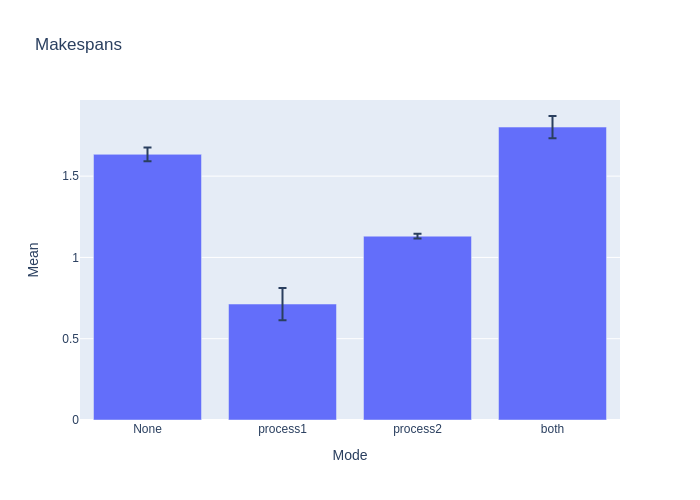 Makespans
Mean
1.5
1
0.5
0
None
process1
process2
both
Mode